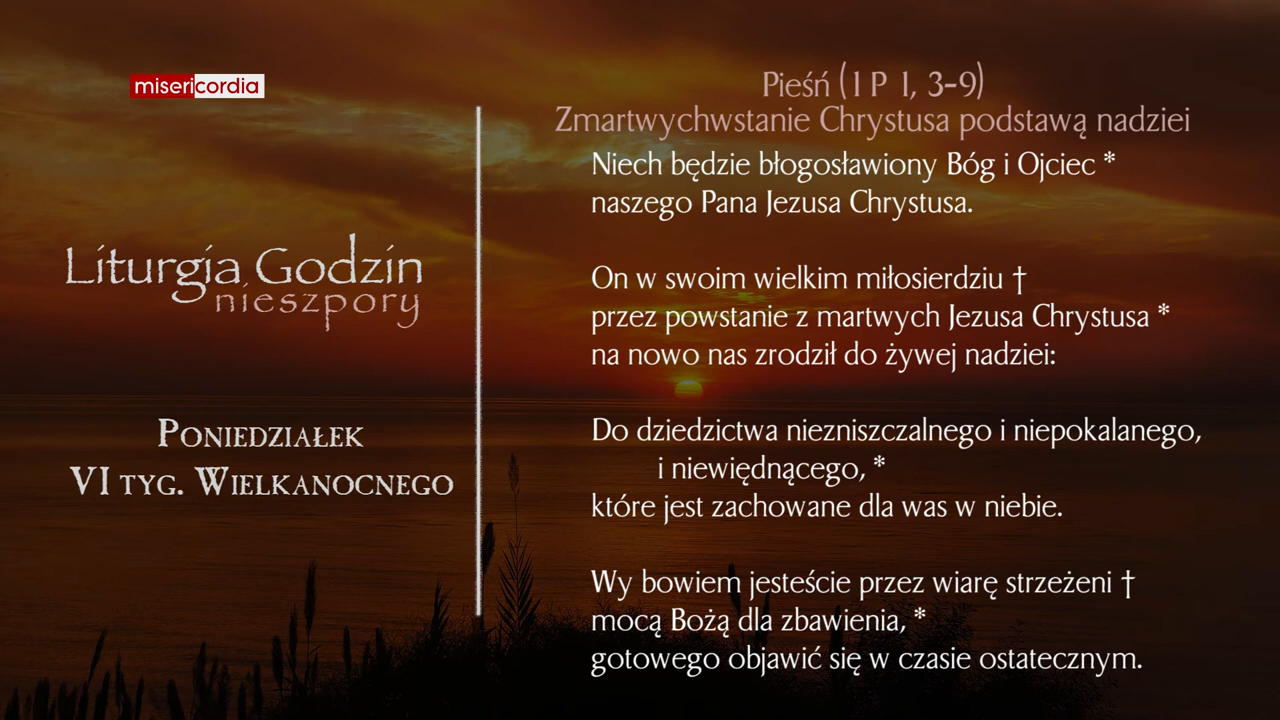 misericordia
Liturgia Godzin
nieszpory
Poniedziałek
VI tyg. Wielkanocnego
Pieśń (1 P 1, 3-9)
Zmartwychwstanie Chrystusa podstawą nadziei
Niech będzie błogosławiony Bóg i Ojciec *
naszego Pana Jezusa Chrystusa.
On w swoim wielkim miłosierdziu †
przez powstanie z martwych Jezusa Chrystusa *
na nowo nas zrodził do żywej nadziei:
Do dziedzictwa niezniszczalnego i niepokalanego,
i niewiędnącego, *
które jest zachowane dla was w niebie.
Wy bowiem jesteście przez wiarę strzeżeni †
mocą Bożą dla zbawienia, *
gotowego objawić się w czasie ostatecznym.